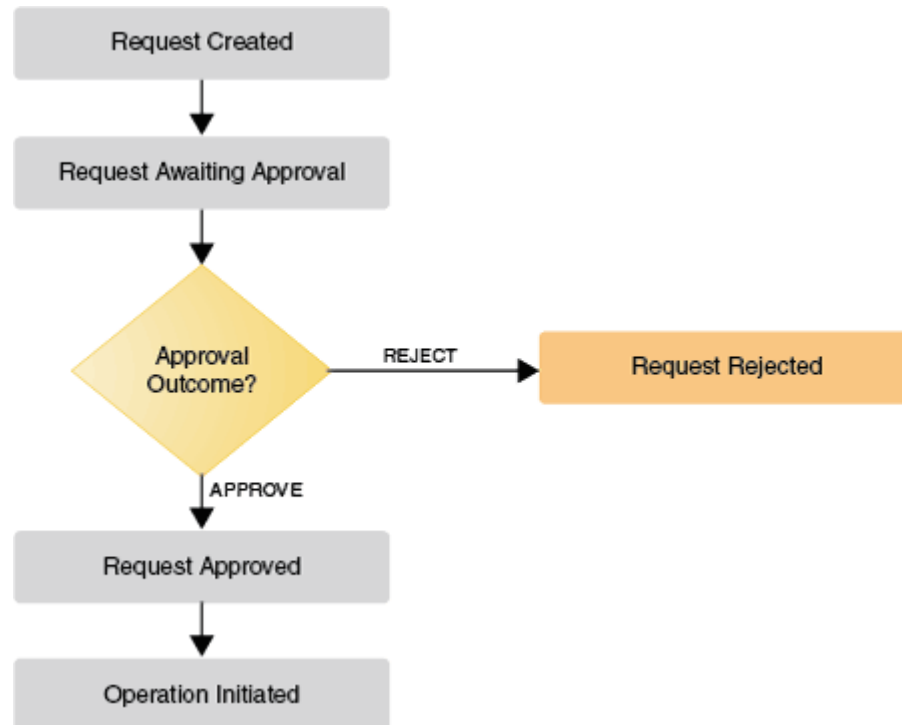 Request Created
Request Awaiting Approval
Approval
Outcome?
REJECT
Request Rejected
APPROVE
Request Approved
Operation Initiated